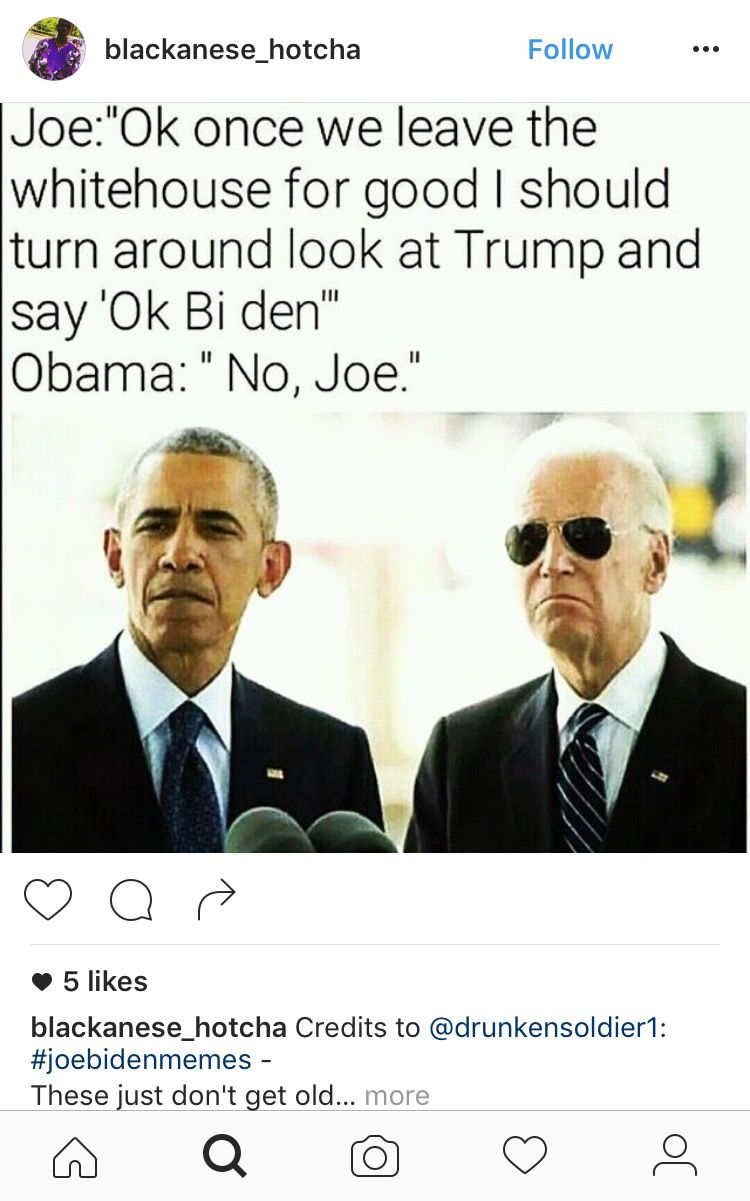 blackanese_hotcha Follow
Joe:"Ok once we leave the
whitehouse for good I should
turn around look at Trump and
say 'Ok Bi den'"
Obama: " No, Joe."
5 likes
blackanese_hotcha Credits to @drunkensoldier1:
#joebidenmemes -
These just don't get old... more